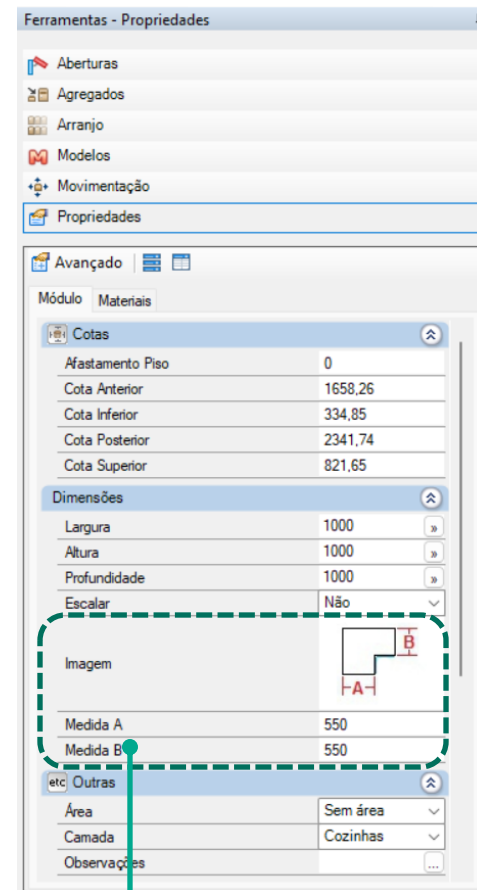 Ferramentas - Propriedades
Aberturas
Agregados
Arranjo
Modelos
Movimentação
Propriedades
Avançado
Módulo Materiais
Cotas
Afastamento Piso 0
Cota Anterior 1658,26
Cota Inferior 334,85
Cota Posterior 2341,74
Cota Superior 821,65
Dimensões
Largura 1000 »
Altura 1000 »
Profundidade 1000 »
Escalar Não
B
Imagem
A
Medida A 550
Medida B 550
etc Outras
Área Sem área
Camada Cozinhas
Observações ...